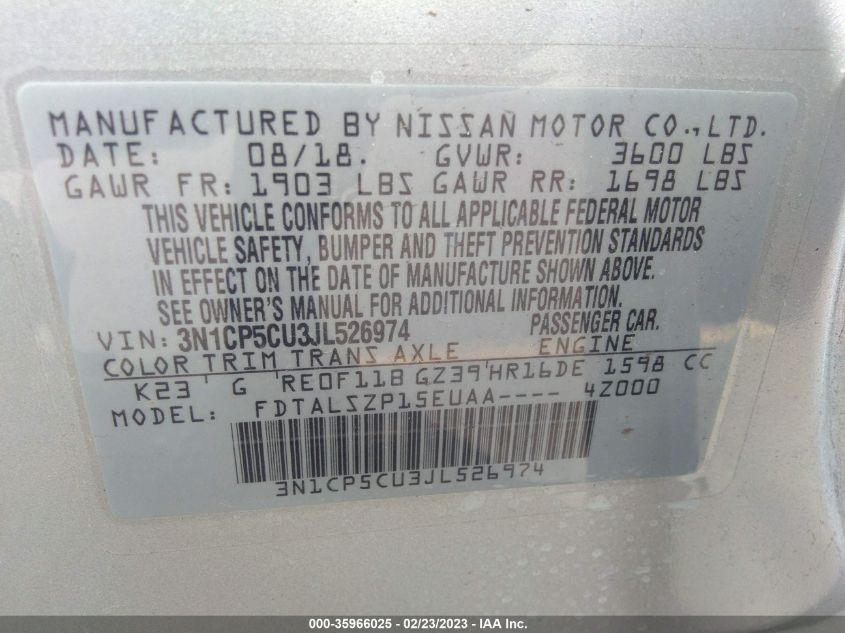 MANUFACTURED BY NISSAN MOTOR CO., LTD.
DATE: 08/18. GVWR: 3600 LBS
GAWR FR: 1903 LBS GAWR RR: 1698 LBS
THIS VEHICLE CONFORMS TO ALL APPLICABLE FEDERAL MOTOR
VEHICLE SAFETY, BUMPER AND THEFT PREVENTION STANDARDS
IN EFFECT ON THE DATE OF MANUFACTURE SHOWN ABOVE.
SEE OWNER'S MANUAL FOR ADDITIONAL INFORMATION.
VIN: 3N1CP5CU3JL526974 PASSENGER CAR.
COLOR TRIM TRANS AXLE ENGINE
K23 ' G 'RE0F11B GZ39'HR16DE 1598 CC
MODEL: FDTALSZP15EUAA---- 4Z000
3N1CP5CU3JL526974
000-35966025 - 02/23/2023 - Copyright © IAA, Inc.